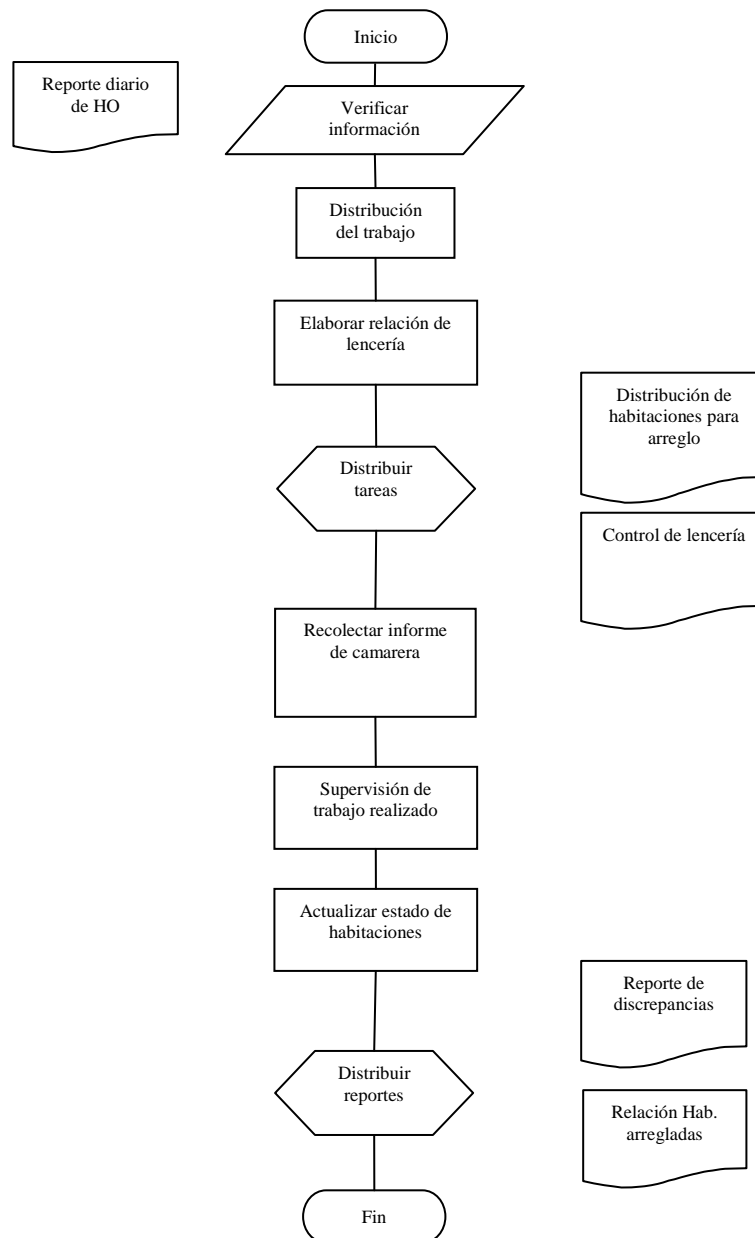 Inicio
Reporte diario
de HO
Verificar
información
Distribución
del trabajo
Elaborar relación de
lencería
Distribución de
habitaciones para
arreglo
Distribuir
tareas
Control de lencería
Recolectar informe
de camarera
Supervisión de
trabajo realizado
Actualizar estado de
habitaciones
Reporte de
discrepancias
Distribuir
reportes
Relación Hab.
arregladas
Fin